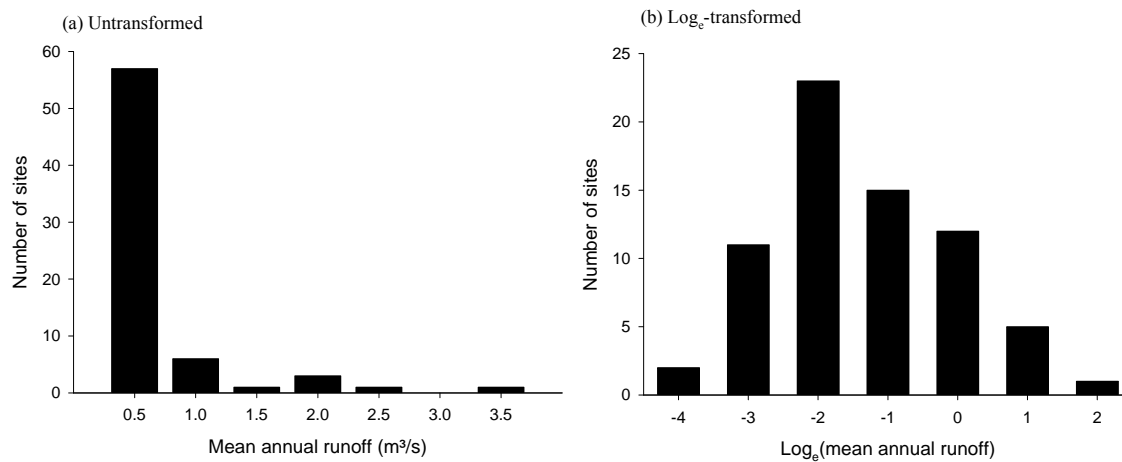 (a) Untransformed
60
50
40
30
20
10
0
Number of sites
0.5 1.0 1.5 2.0 2.5 3.0 3.5
Mean annual runoff (m³/s)
(b) Logₑ-transformed
25
20
15
10
5
0
Number of sites
-4 -3 -2 -1 0 1 2
Logₑ(mean annual runoff)